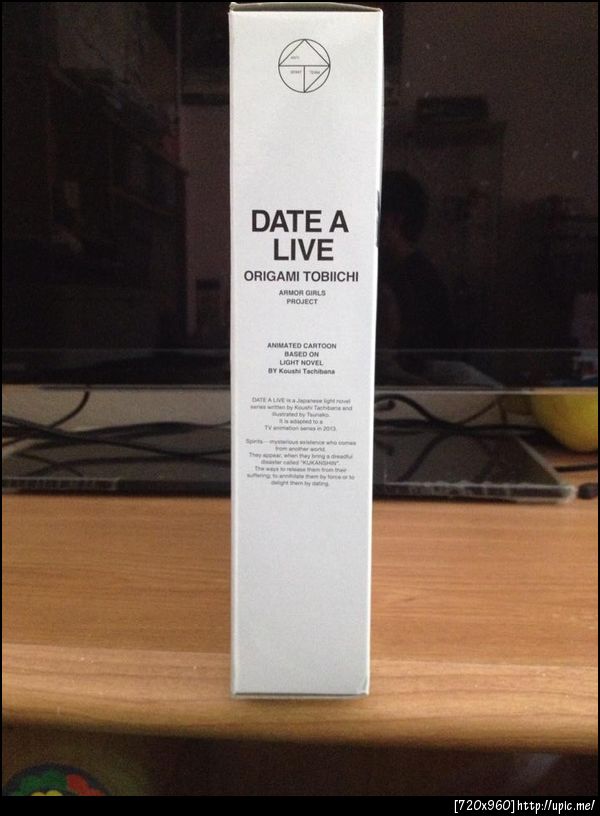 ANTI
SPIRIT TEAM
DATE A
LIVE
ORIGAMI TOBIICHI
ARMOR GIRLS
PROJECT
ANIMATED CARTOON
BASED ON
LIGHT NOVEL
BY Koushi Tachibana
DATE A LIVE is a Japanese light novel
series written by Koushi Tachibana and
illustrated by Tsunako.
It is adapted to a
TV animation series in 2013.
Spirits—mysterious existence who comes
from another world.
They appear, when they bring a dreadful
disaster called "KUKANSHIN".
The ways to release them from their
suffering; to annihilate them by force or to
delight them by dating.
[720x960]http://upic.me/